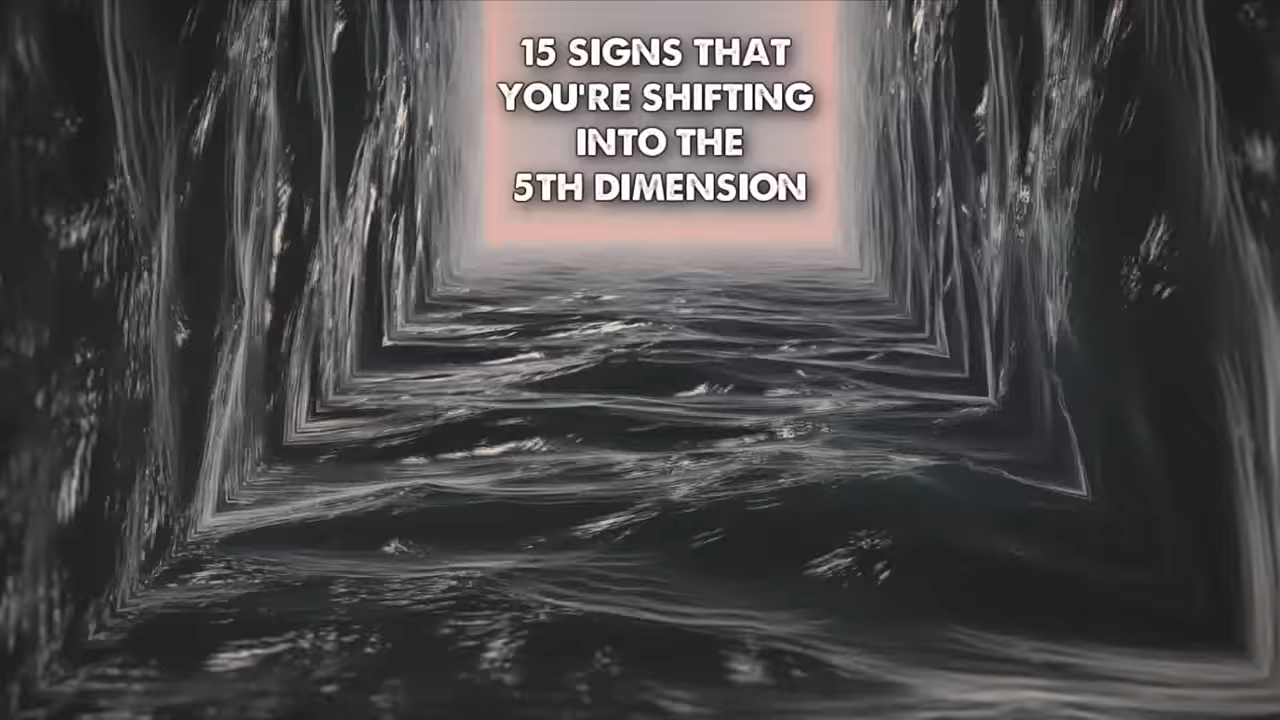 15 SIGNS THAT
YOU'RE SHIFTING
INTO THE
5TH DIMENSION